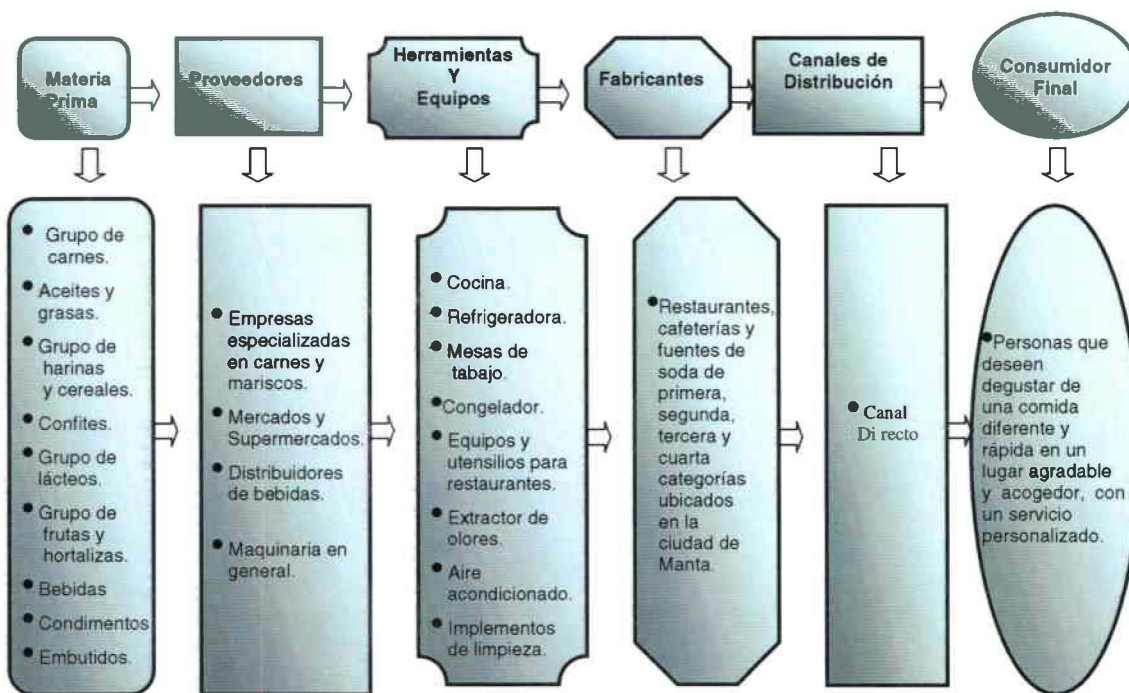 Materia
Prima
Proveedores
Herramientas
Y
Equipos
Fabricantes
Canales de
Distribución
Consumidor
Final
• Grupo de
carnes.
• Aceites y
grasas.
• Grupo de
harinas
y cereales.
• Confites.
• Grupo de
lácteos.
• Grupo de
frutas y
hortalizas.
• Bebidas
• Condimentos
• Embutidos.
• Empresas
especializadas
en carnes y
mariscos.
• Mercados y
Supermercados.
• Distribuidores
de bebidas.
• Maquinaria en
general.
• Cocina.
• Refrigeradora.
• Mesas de
tabajo.
• Congelador.
• Equipos y
utensilios para
restaurantes.
• Extractor de
olores.
• Aire
acondicionado.
• Implementos
de limpieza.
• Restaurantes,
cafeterías y
fuentes de
soda de
primera,
segunda,
tercera y
cuarta
categorías
ubicados
en la
ciudad de
Manta.
• Canal
Di recto
• Personas que
deseen
degustar de
una comida
diferente y
rápida en un
lugar agradable
y acogedor, con
un servicio
personalizado.